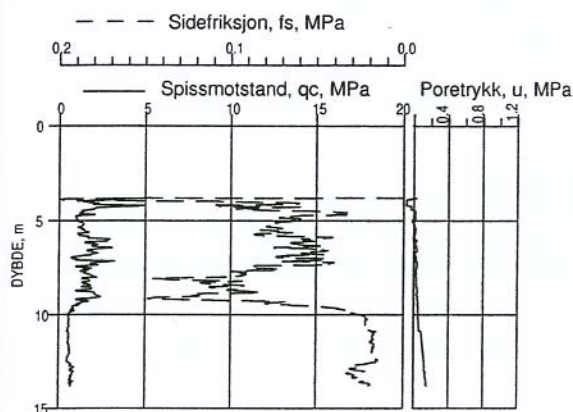 Sidefriksjon, fs, MPa
0,2 0,1 0,0
Spissmotstand, qc, MPa Poretrykk, u, MPa
0 5 10 15 20 0,4 0,8 1,2
0
5
10
15
DYBDE, m